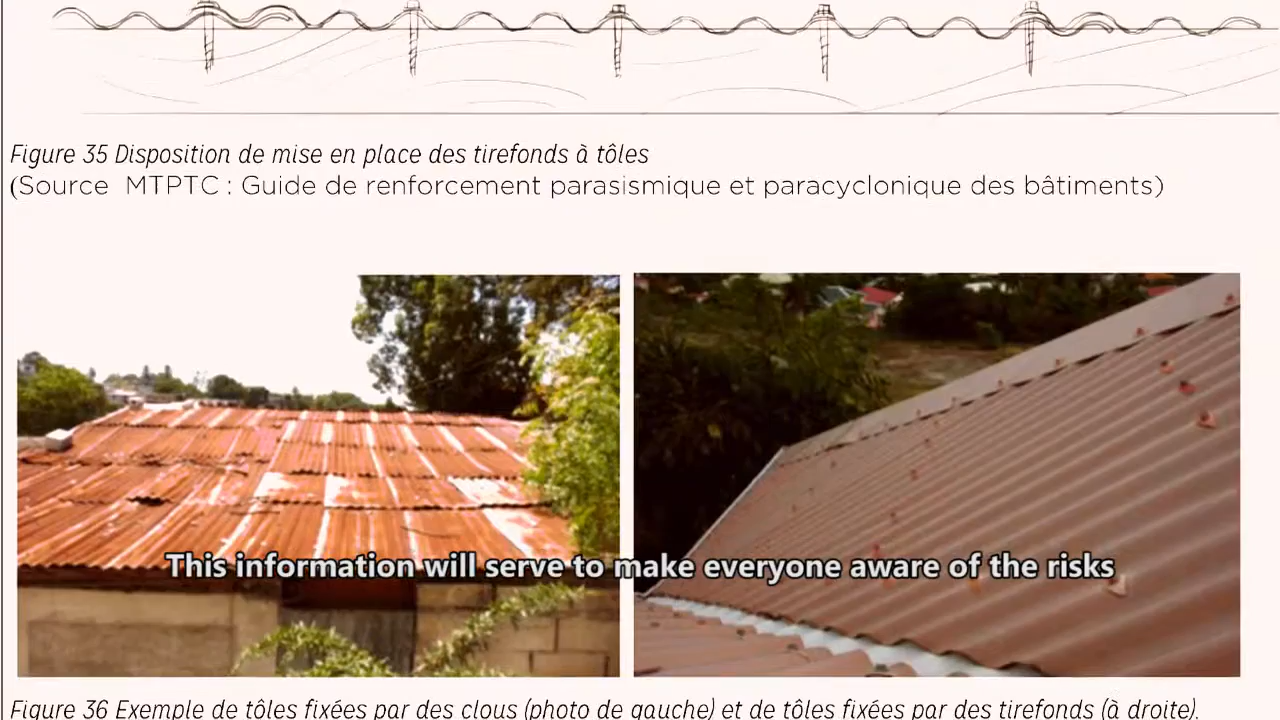 Figure 35 Disposition de mise en place des tirefonds à tôles
(Source MTPTC : Guide de renforcement parasismique et paracyclonique des bâtiments)
This information will serve to make everyone aware of the risks
Figure 36 Exemple de tôles fixées par des clous (photo de gauche) et de tôles fixées par des tirefonds (à droite).